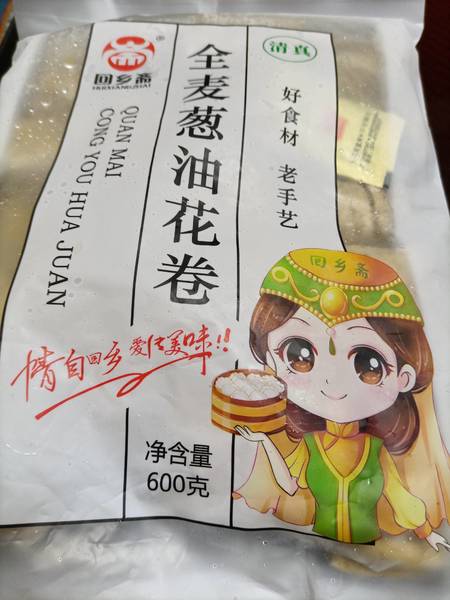 ®
回乡斋
HUIXIANGZHAI
清真
全麦葱油花卷
QUAN MAI
CONG YOU HUA JUAN
好食材 老手艺
回乡斋
情自回乡 爱传美味!!
净含量
600克